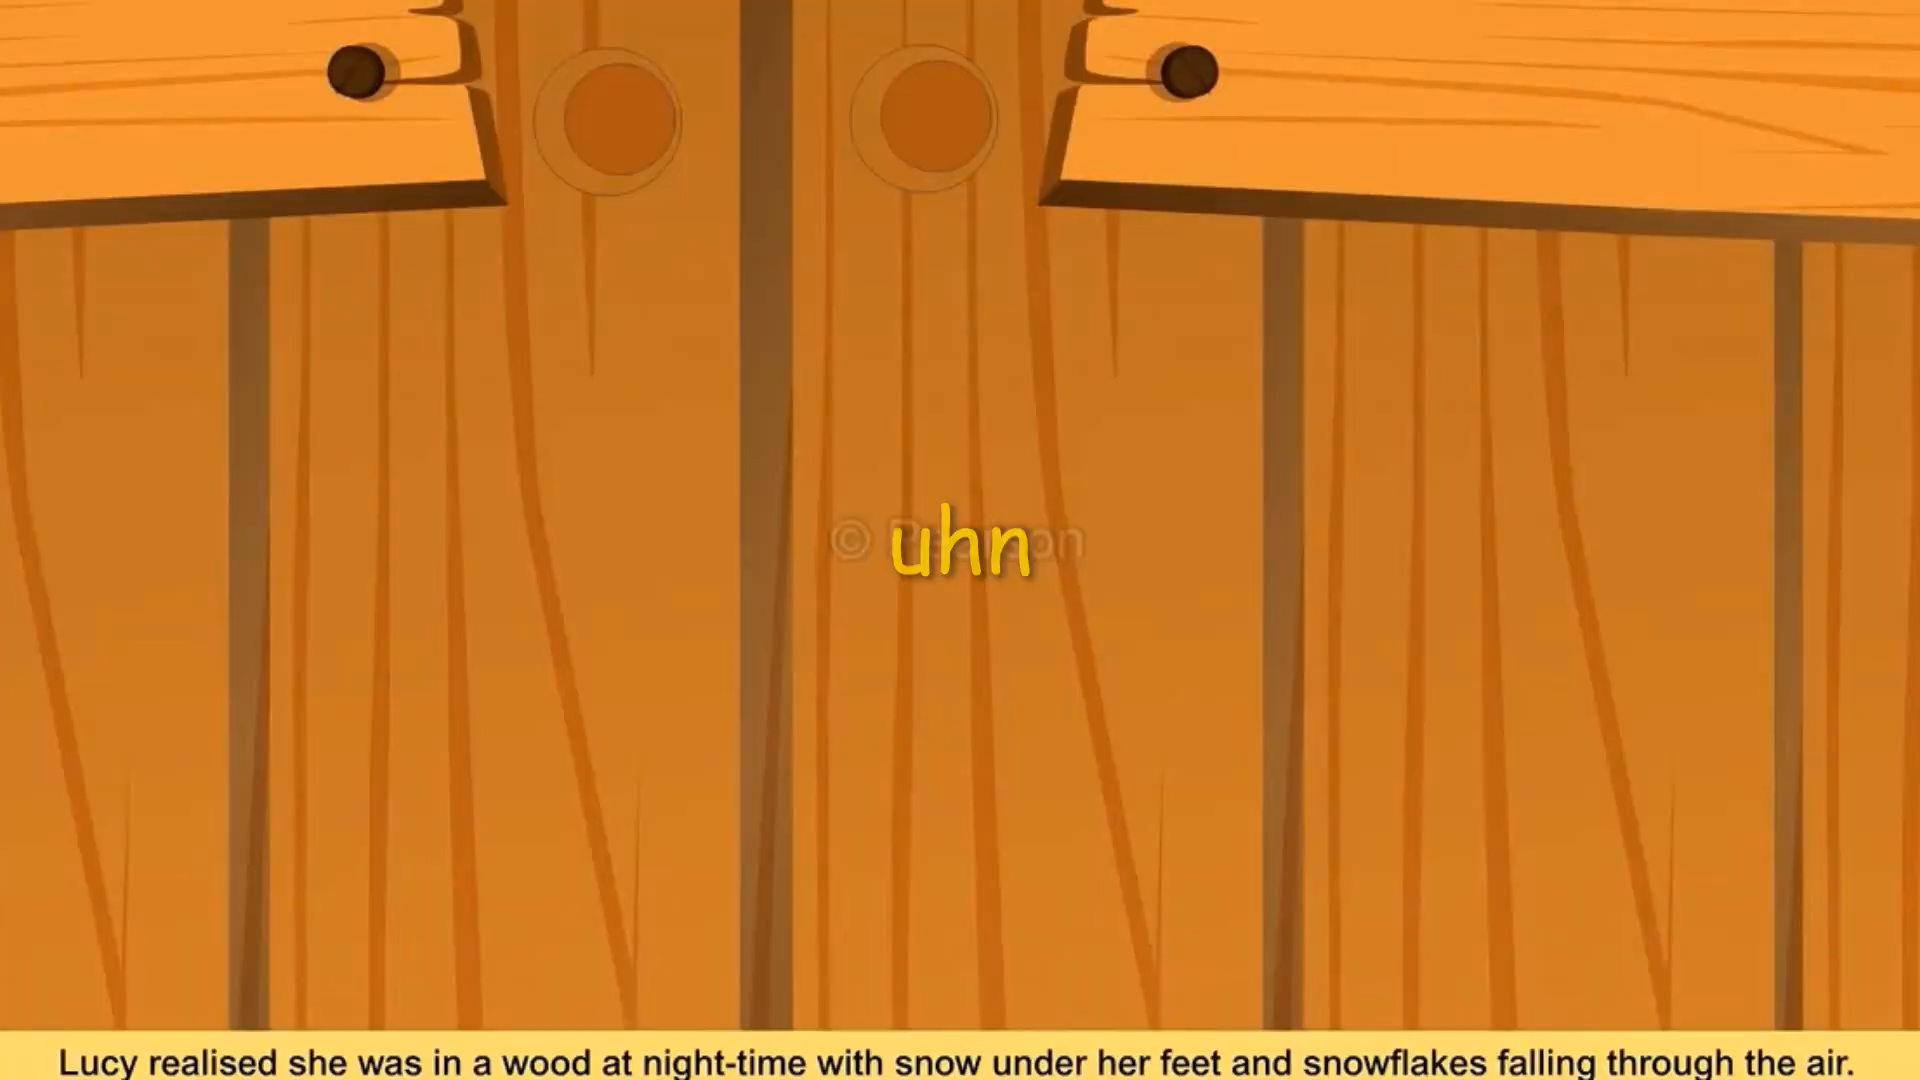 uhn
Lucy realised she was in a wood at night-time with snow under her feet and snowflakes falling through the air.